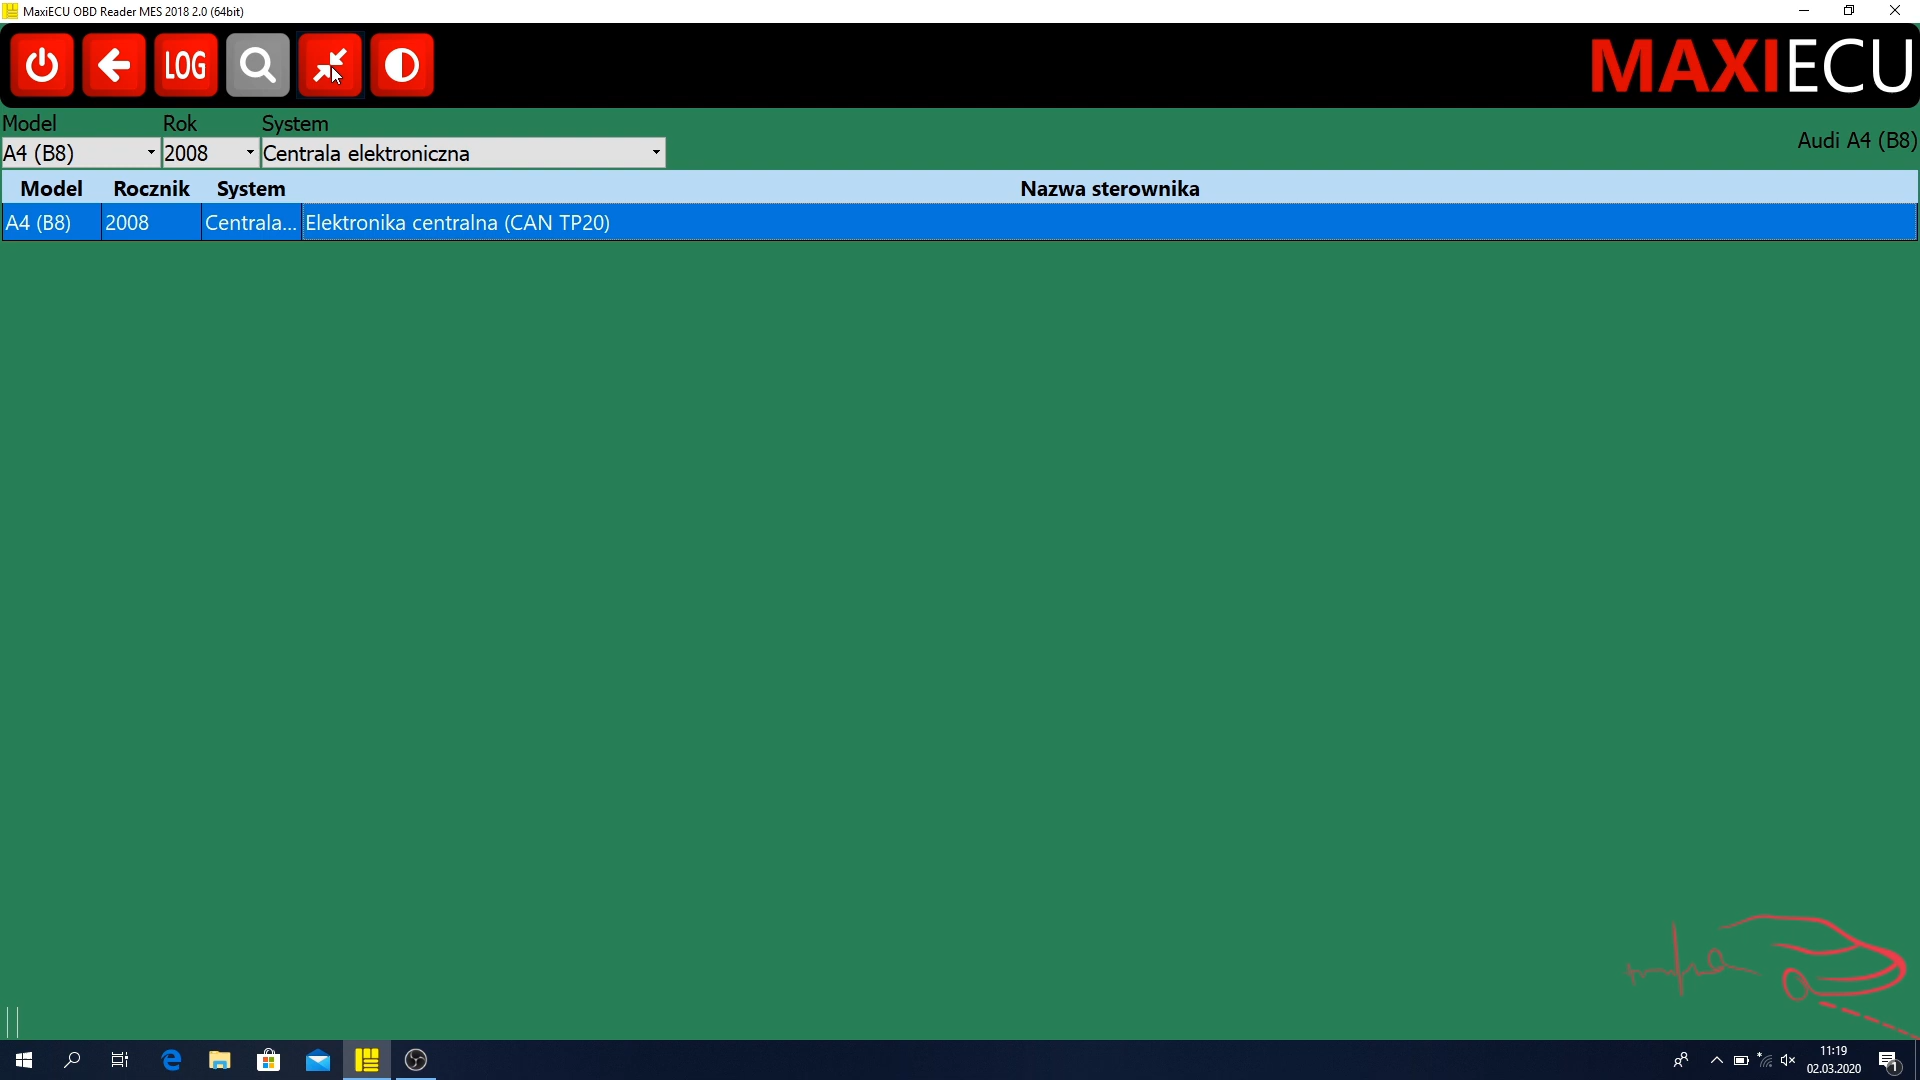 MaxiECU OBD Reader MES 2018 2.0 (64bit)
LOG
MAXIECU
Model Rok System
A4 (B8) 2008 Centrala elektroniczna
Audi A4 (B8)
Model Rocznik System Nazwa sterownika
A4 (B8) 2008 Centrala... Elektronika centralna (CAN TP20)
11:19
02.03.2020
1